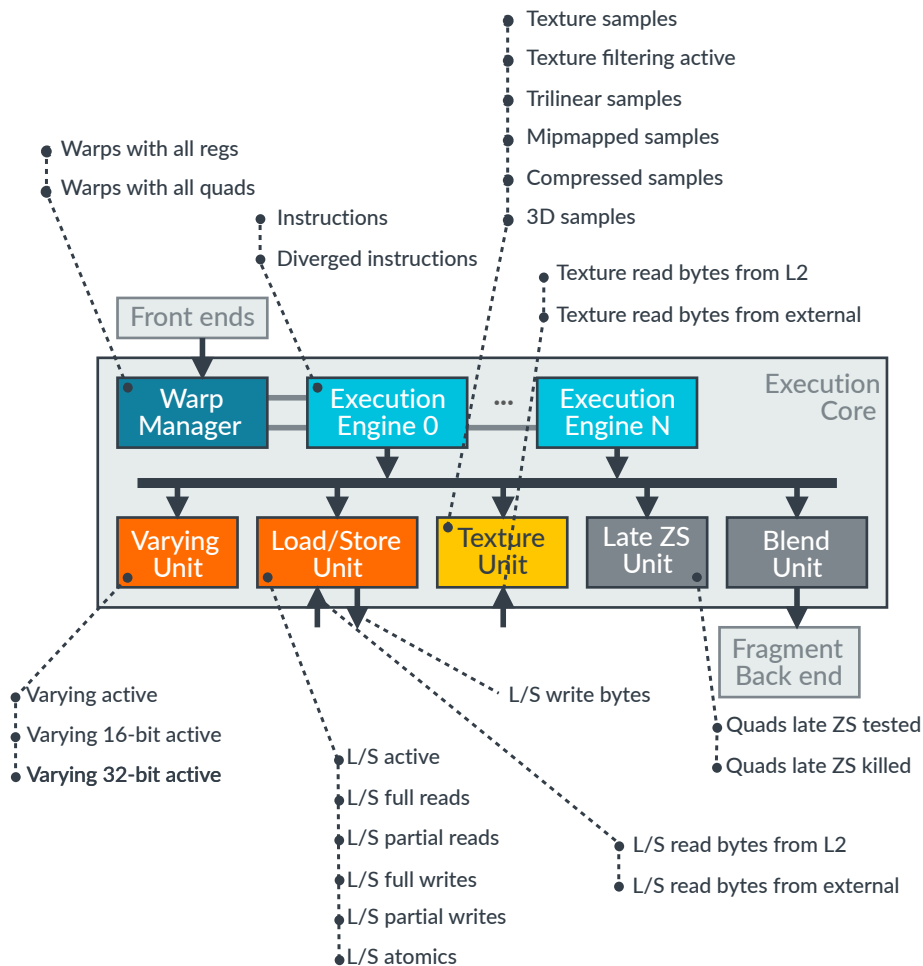 Texture samples
Texture filtering active
Trilinear samples
Mipmapped samples
Compressed samples
3D samples
Warps with all regs
Warps with all quads
Instructions
Diverged instructions
Texture read bytes from L2
Texture read bytes from external
Front ends
Execution
Core
Warp
Manager
Execution
Engine 0
...
Execution
Engine N
Varying
Unit
Load/Store
Unit
Texture
Unit
Late ZS
Unit
Blend
Unit
Fragment
Back end
Varying active
Varying 16-bit active
Varying 32-bit active
L/S write bytes
Quads late ZS tested
Quads late ZS killed
L/S active
L/S full reads
L/S partial reads
L/S full writes
L/S partial writes
L/S atomics
L/S read bytes from L2
L/S read bytes from external